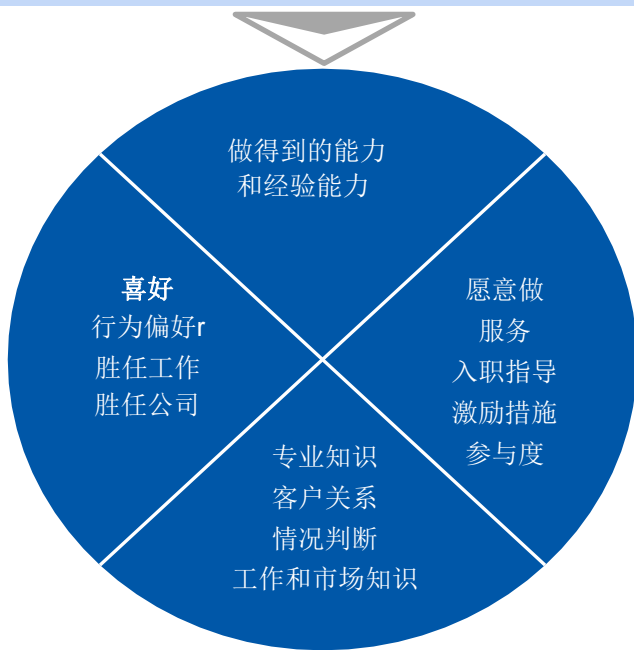 做得到的能力
和经验能力
喜好
行为偏好r
胜任工作
胜任公司
愿意做
服务
入职指导
激励措施
参与度
专业知识
客户关系
情况判断
工作和市场知识